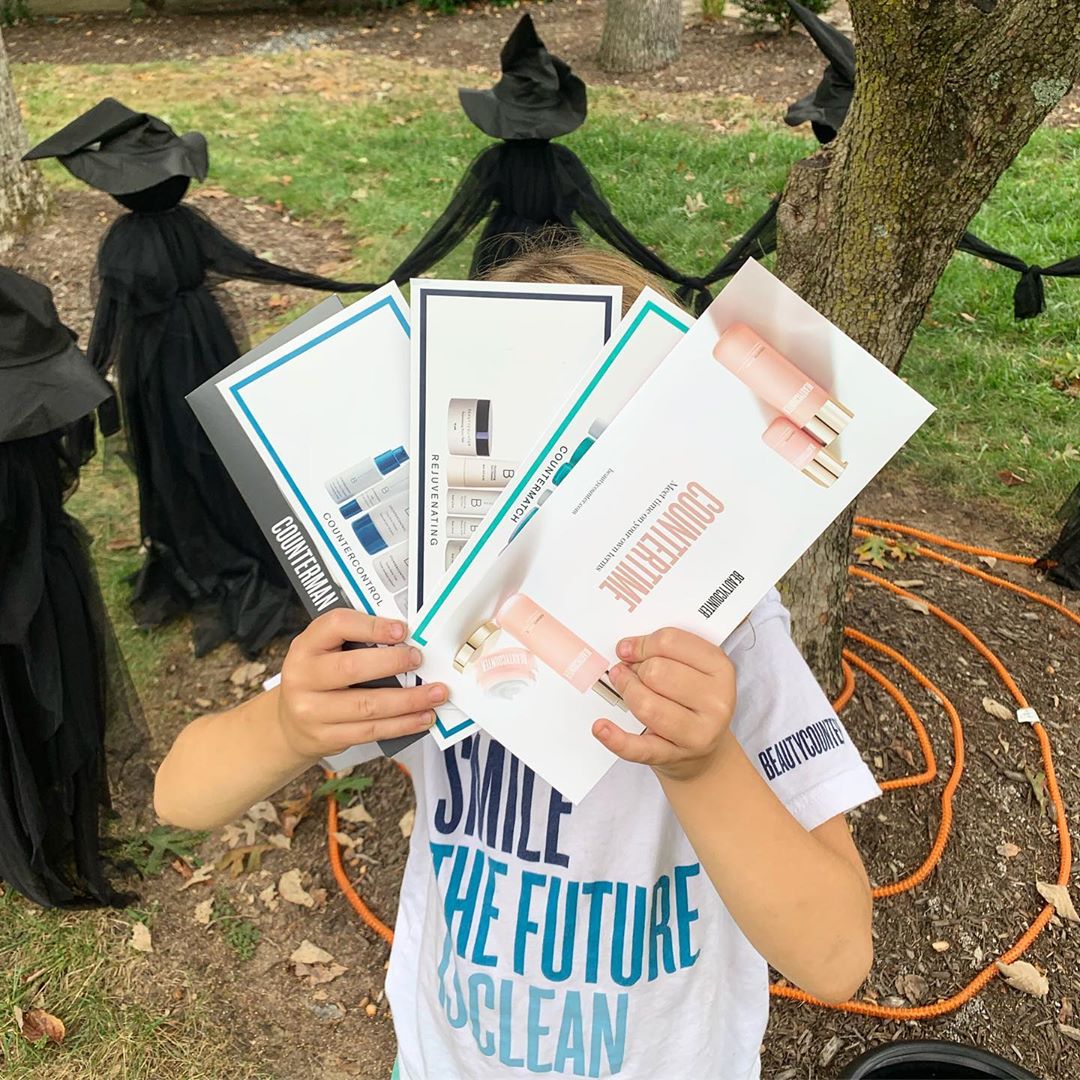 COUNTERMAN
COUNTERCONTROL
REJUVENATING
COUNTERMATCH
beautycounter.com
Meet time on your own terms
COUNTERTIME
BEAUTYCOUNTER
BEAUTYCOUNTER
SMILE
THE FUTURE
IS CLEAN